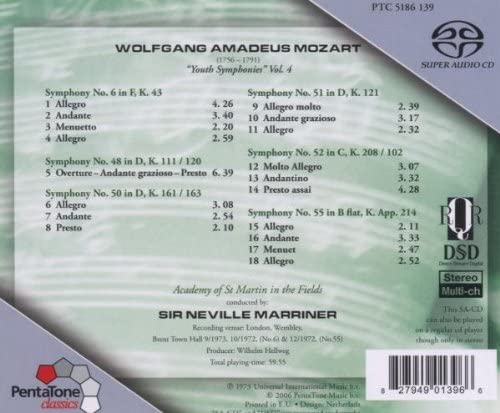 PTC 5186 139
SUPER AUDIO CD
WOLFGANG AMADEUS MOZART
(1756 – 1791)
"Youth Symphonies" Vol. 4
Symphony No. 6 in F, K. 43
1 Allegro 4.26
2 Andante 3.40
3 Menuetto 2.20
4 Allegro 2.59
Symphony No. 48 in D, K. 111 / 120
5 Overture – Andante grazioso – Presto 6.39
Symphony No. 50 in D, K. 161 / 163
6 Allegro 3.08
7 Andante 2.54
8 Presto 2.10
Symphony No. 51 in D, K. 121
9 Allegro molto 2.39
10 Andante grazioso 3.17
11 Allegro 2.32
Symphony No. 52 in C, K. 208 / 102
12 Molto Allegro 3.07
13 Andantino 3.32
14 Presto assai 4.28
Symphony No. 55 in B flat, K. App. 214
15 Allegro 2.11
16 Andante 3.33
17 Menuet 2.47
18 Allegro 2.52
Academy of St Martin in the Fields
conducted by:
SIR NEVILLE MARRINER
Recording venue: London, Wembley,
Brent Town Hall 9/1973, 10/1972, (No.6) & 12/1972, (No.55)
Producer: Wilhelm Hellweg
Total playing-time: 59.55
RQR
DSD
Direct Stream Digital
Stereo
Multi-ch
This SA-CD
can also be played
on a regular cd player
though only in stereo
PentaTone
classics
℗ 1975 Universal International Music B.v.
© 2006 PentaTone Music B.v.
Printed in E.U. • Design, Netherlands
8 27949 01396 6